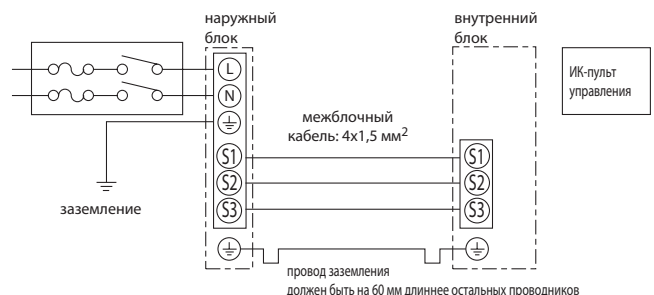 наружный
блок
внутренний
блок
L
N
ИК-пульт
управления
межблочный
кабель: 4x1,5 мм²
S1
S2
S3
S1
S2
S3
заземление
провод заземления
должен быть на 60 мм длиннее остальных проводников